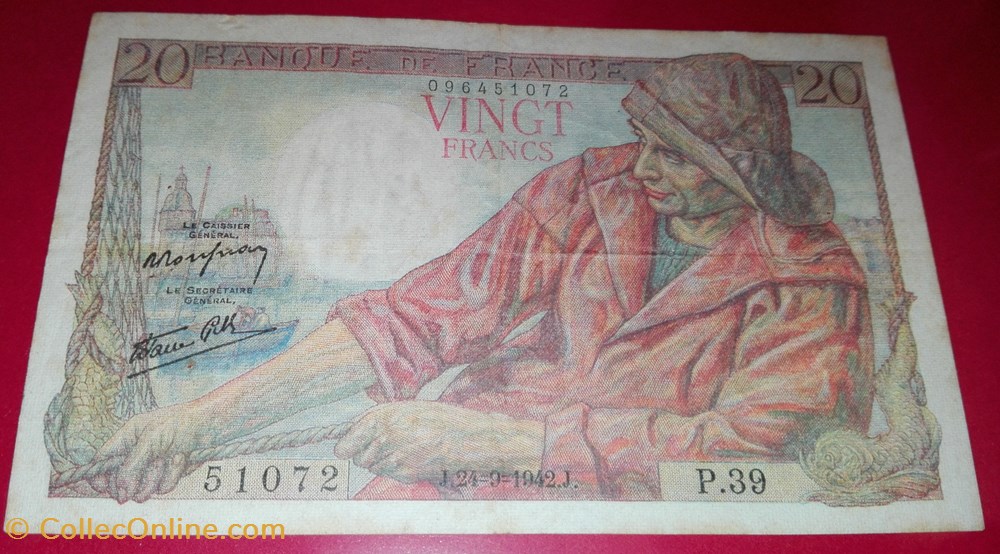 20 BANQUE DE FRANCE 20
096451072
VINGT
FRANCS
LE CAISSIER
GÉNÉRAL,
LE SECRÉTAIRE
GÉNÉRAL,
51072 J.24-9-1942.J. P.39
© CollecOnline.com